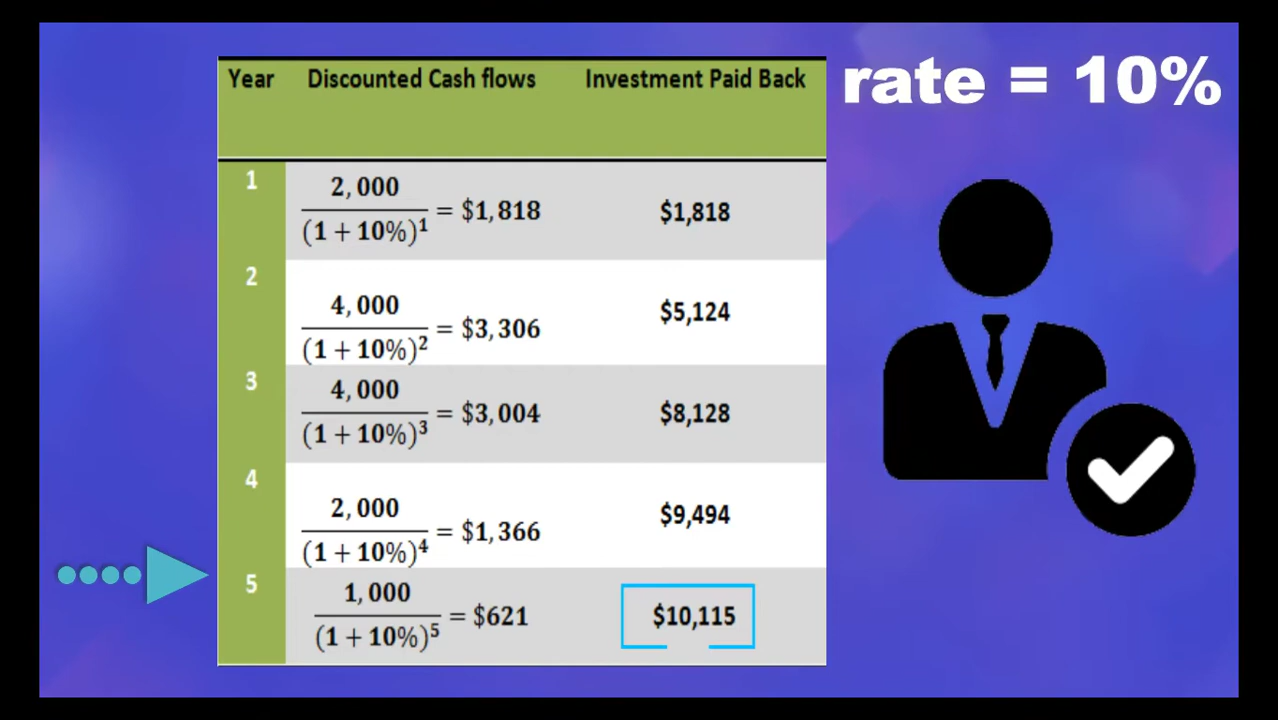 rate = 10%
Year Discounted Cash flows Investment Paid Back
1 2,000/(1 + 10%)¹ = $1,818 $1,818
2 4,000/(1 + 10%)² = $3,306 $5,124
3 4,000/(1 + 10%)³ = $3,004 $8,128
4 2,000/(1 + 10%)⁴ = $1,366 $9,494
5 1,000/(1 + 10%)⁵ = $621 $10,115